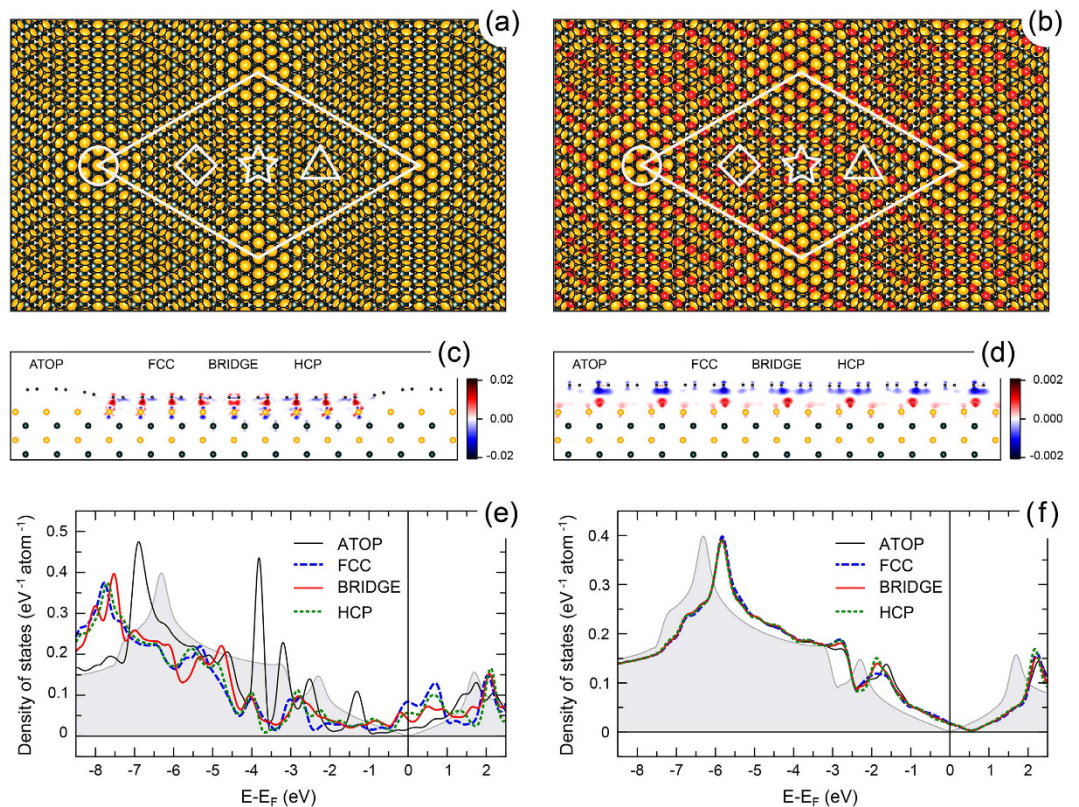 (a)
(b)
ATOP FCC BRIDGE HCP (c)
0.02
0.00
-0.02
ATOP FCC BRIDGE HCP (d)
0.002
0.000
-0.002
(e)
Density of states (eV⁻¹ atom⁻¹)
0.5
0.4
0.3
0.2
0.1
0
ATOP
FCC
BRIDGE
HCP
-8 -7 -6 -5 -4 -3 -2 -1 0 1 2
E-E_F (eV)
(f)
Density of states (eV⁻¹ atom⁻¹)
0.4
0.3
0.2
0.1
0
ATOP
FCC
BRIDGE
HCP
-8 -7 -6 -5 -4 -3 -2 -1 0 1 2
E-E_F (eV)